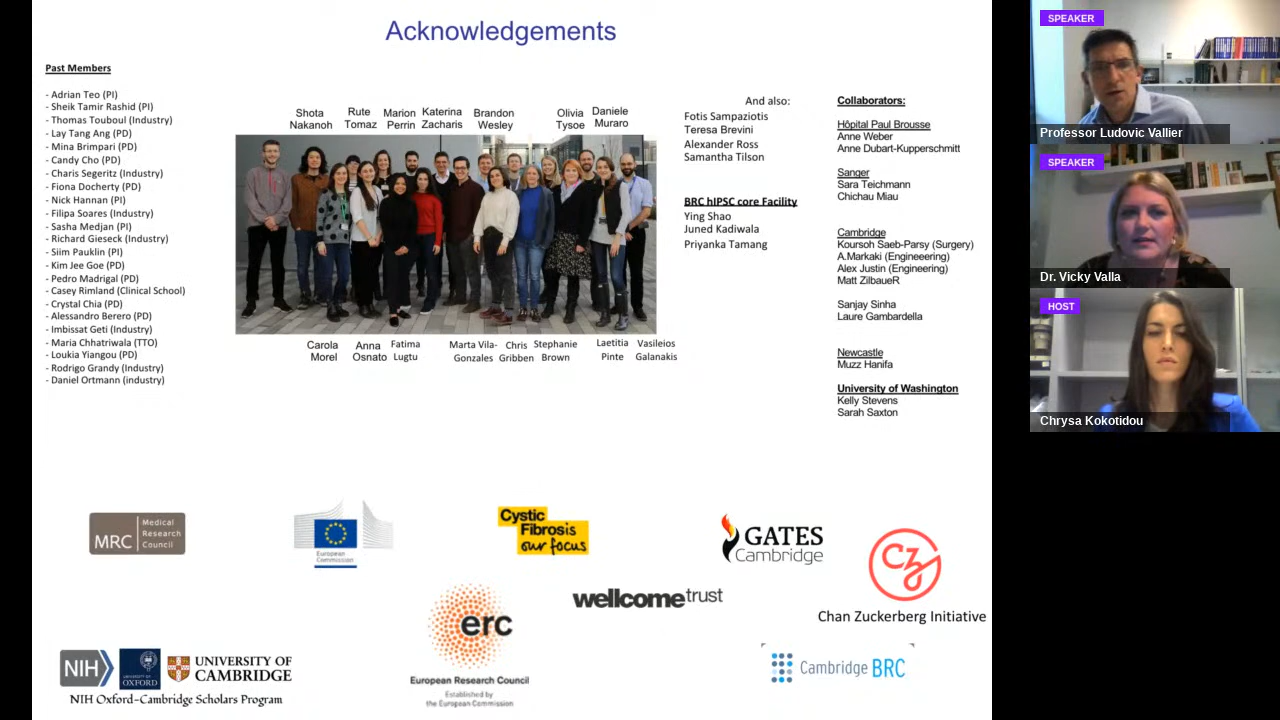 Acknowledgements
Past Members
- Adrian Teo (PI)
- Sheik Tamir Rashid (PI)
- Thomas Touboul (Industry)
- Lay Tang Ang (PD)
- Mina Brimpari (PD)
- Candy Cho (PD)
- Charis Segeritz (Industry)
- Fiona Docherty (PD)
- Nick Hannan (PI)
- Filipa Soares (Industry)
- Sasha Medjan (PI)
- Richard Gieseck (Industry)
- Siim Pauklin (PI)
- Kim Jee Goe (PD)
- Pedro Madrigal (PD)
- Casey Rimland (Clinical School)
- Crystal Chia (PD)
- Alessandro Berero (PD)
- Imbissat Geti (Industry)
- Maria Chhatriwala (TTO)
- Loukia Yiangou (PD)
- Rodrigo Grandy (Industry)
- Daniel Ortmann (industry)
Shota Nakanoh
Rute Tomaz
Marion Perrin
Katerina Zacharis
Brandon Wesley
Olivia Tysoe
Daniele Muraro
Carola Morel
Anna Osnato
Fatima Lugtu
Marta Vila-Gonzales
Chris Gribben
Stephanie Brown
Laetitia Pinte
Vasileios Galanakis
And also:
Fotis Sampaziotis
Teresa Brevini
Alexander Ross
Samantha Tilson
BRC hIPSC core Facility
Ying Shao
Juned Kadiwala
Priyanka Tamang
Collaborators:
Hôpital Paul Brousse
Anne Weber
Anne Dubart-Kupperschmitt
Sanger
Sara Teichmann
Chichau Miau
Cambridge
Koursoh Saeb-Parsy (Surgery)
A.Markaki (Engineeering)
Alex Justin (Engineering)
Matt ZilbaueR
Sanjay Sinha
Laure Gambardella
Newcastle
Muzz Hanifa
University of Washington
Kelly Stevens
Sarah Saxton
MRC
Medical
Research
Council
European
Commission
Cystic
Fibrosis
our focus
GATES
Cambridge
CZ
Chan Zuckerberg Initiative
wellcometrust
erc
European Research Council
Established by
the European Commission
Cambridge BRC
NIH
UNIVERSITY OF
OXFORD
UNIVERSITY OF
CAMBRIDGE
NIH Oxford-Cambridge Scholars Program
SPEAKER
Professor Ludovic Vallier
SPEAKER
Dr. Vicky Valla
HOST
Chrysa Kokotidou